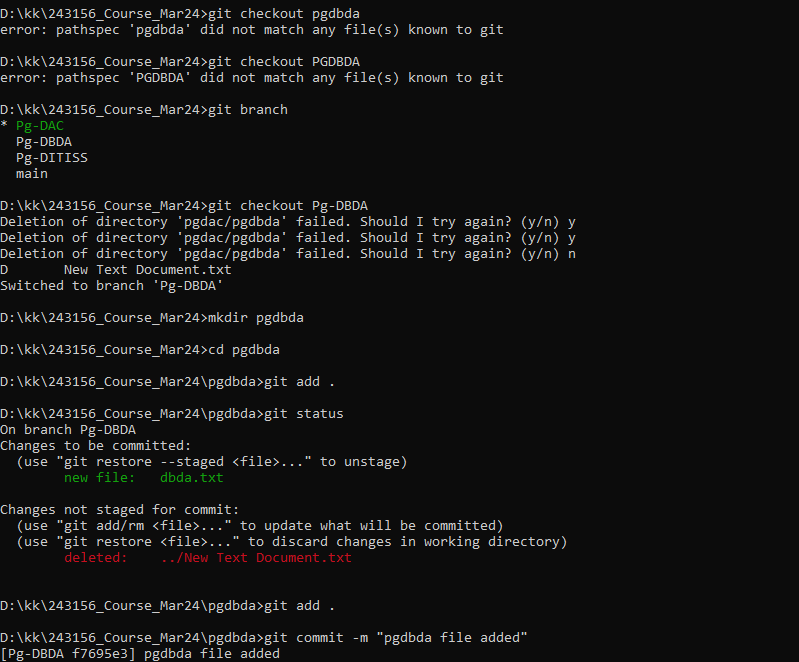 D:\kk\243156_Course_Mar24>git checkout pgdbda
error: pathspec 'pgdbda' did not match any file(s) known to git
D:\kk\243156_Course_Mar24>git checkout PGDBDA
error: pathspec 'PGDBDA' did not match any file(s) known to git
D:\kk\243156_Course_Mar24>git branch
* Pg-DAC
  Pg-DBDA
  Pg-DITISS
  main
D:\kk\243156_Course_Mar24>git checkout Pg-DBDA
Deletion of directory 'pgdac/pgdbda' failed. Should I try again? (y/n) y
Deletion of directory 'pgdac/pgdbda' failed. Should I try again? (y/n) y
Deletion of directory 'pgdac/pgdbda' failed. Should I try again? (y/n) n
D       New Text Document.txt
Switched to branch 'Pg-DBDA'
D:\kk\243156_Course_Mar24>mkdir pgdbda
D:\kk\243156_Course_Mar24>cd pgdbda
D:\kk\243156_Course_Mar24\pgdbda>git add .
D:\kk\243156_Course_Mar24\pgdbda>git status
On branch Pg-DBDA
Changes to be committed:
  (use "git restore --staged <file>..." to unstage)
        new file:   dbda.txt
Changes not staged for commit:
  (use "git add/rm <file>..." to update what will be committed)
  (use "git restore <file>..." to discard changes in working directory)
        deleted:    ../New Text Document.txt
D:\kk\243156_Course_Mar24\pgdbda>git add .
D:\kk\243156_Course_Mar24\pgdbda>git commit -m "pgdbda file added"
[Pg-DBDA f7695e3] pgdbda file added